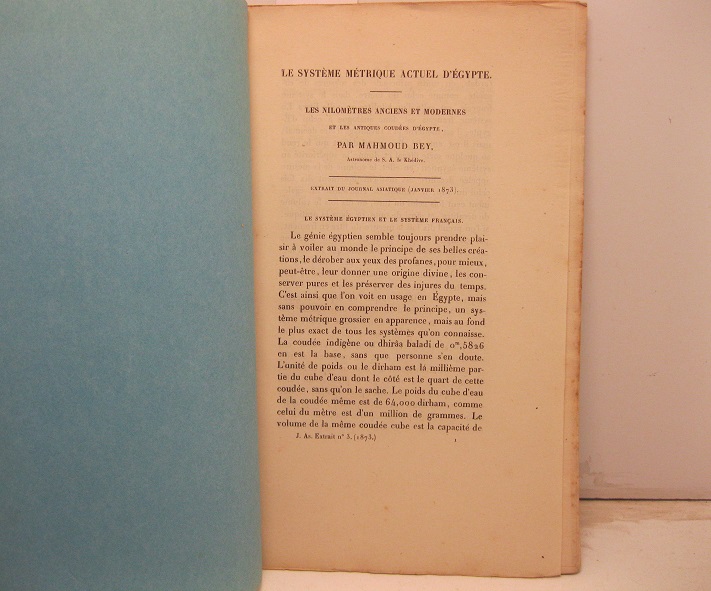 LE SYSTÈME MÉTRIQUE ACTUEL D'ÉGYPTE.
LES NILOMÈTRES ANCIENS ET MODERNES
ET LES ANTIQUES COUDÉES D'ÉGYPTE,
PAR MAHMOUD BEY,
Astronome de S. A. le Khédive.
EXTRAIT DU JOURNAL ASIATIQUE (JANVIER 1873).
LE SYSTÈME ÉGYPTIEN ET LE SYSTÈME FRANÇAIS.
Le génie égyptien semble toujours prendre plai-
sir à voiler au monde le principe de ses belles créa-
tions, le dérober aux yeux des profanes, pour mieux,
peut-être, leur donner une origine divine, les con-
server pures et les préserver des injures du temps.
C'est ainsi que l'on voit en usage en Égypte, mais
sans pouvoir en comprendre le principe, un sys-
tème métrique grossier en apparence, mais au fond
le plus exact de tous les systèmes qu'on connaisse.
La coudée indigène ou dhirâa baladi de 0m,5826
en est la base, sans que personne s'en doute.
L'unité de poids ou le dirham est la millième par-
tie du cube d'eau dont le côté est le quart de cette
coudée, sans qu'on le sache. Le poids du cube d'eau
de la coudée même est de 64,000 dirham, comme
celui du mètre est d'un million de grammes. Le
volume de la même coudée cube est la capacité de
J. As. Extrait n° 3. (1873.) 1